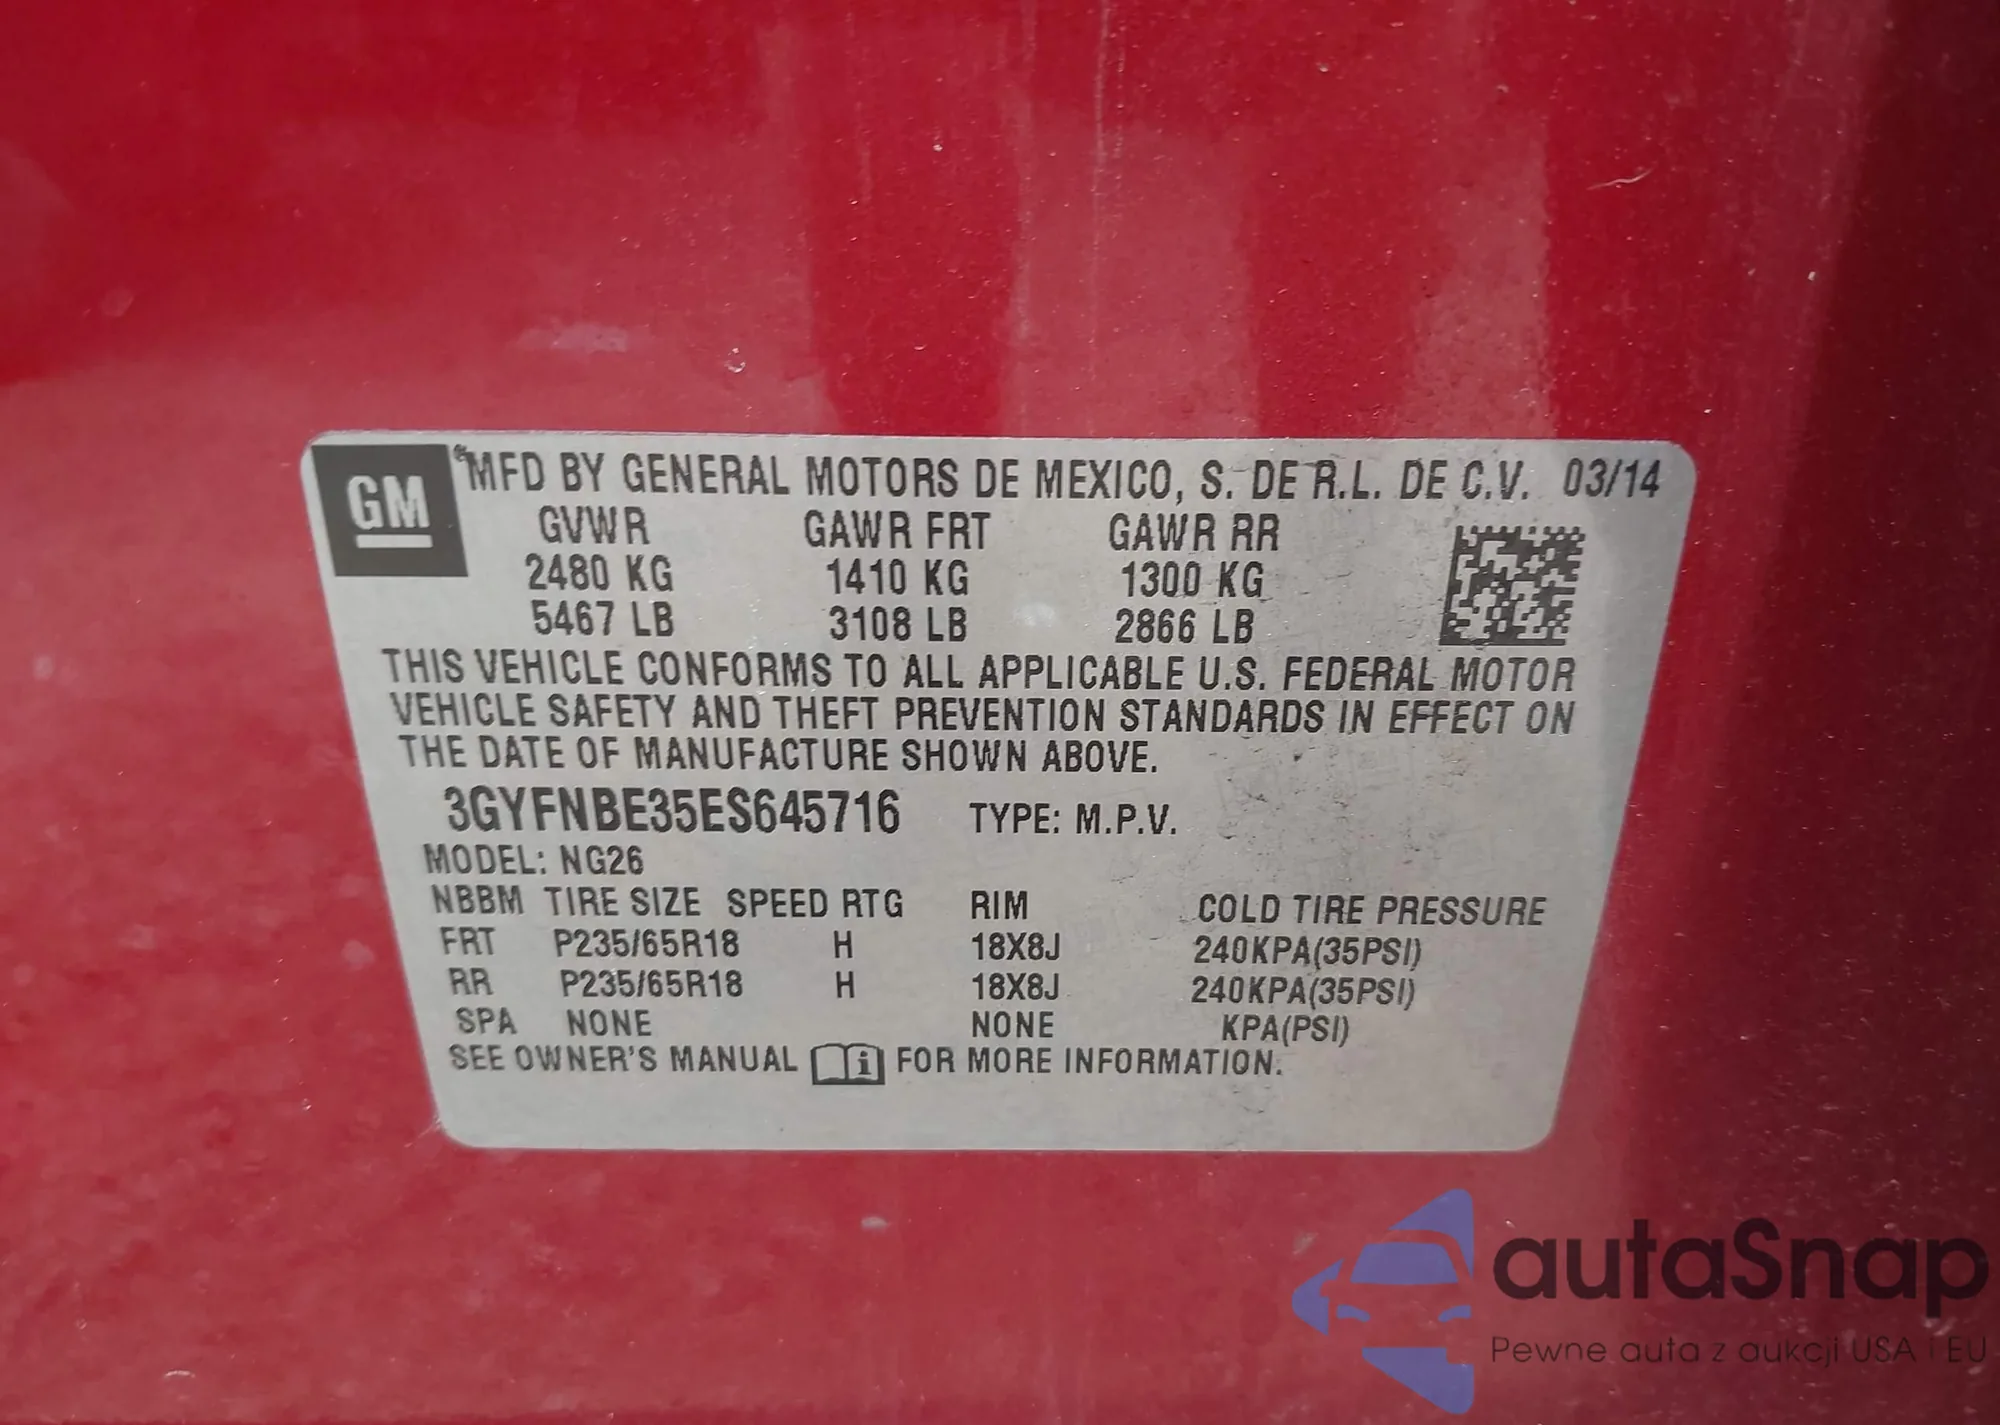 GM
MFD BY GENERAL MOTORS DE MEXICO, S. DE R.L. DE C.V. 03/14
GVWR GAWR FRT GAWR RR
2480 KG 1410 KG 1300 KG
5467 LB 3108 LB 2866 LB
THIS VEHICLE CONFORMS TO ALL APPLICABLE U.S. FEDERAL MOTOR
VEHICLE SAFETY AND THEFT PREVENTION STANDARDS IN EFFECT ON
THE DATE OF MANUFACTURE SHOWN ABOVE.
3GYFNBE35ES645716 TYPE: M.P.V.
MODEL: NG26
NBBM TIRE SIZE SPEED RTG RIM COLD TIRE PRESSURE
FRT P235/65R18 H 18X8J 240KPA(35PSI)
RR P235/65R18 H 18X8J 240KPA(35PSI)
SPA NONE NONE KPA(PSI)
SEE OWNER'S MANUAL i FOR MORE INFORMATION.
autaSnap
Pewne auta z aukcji USA i EU